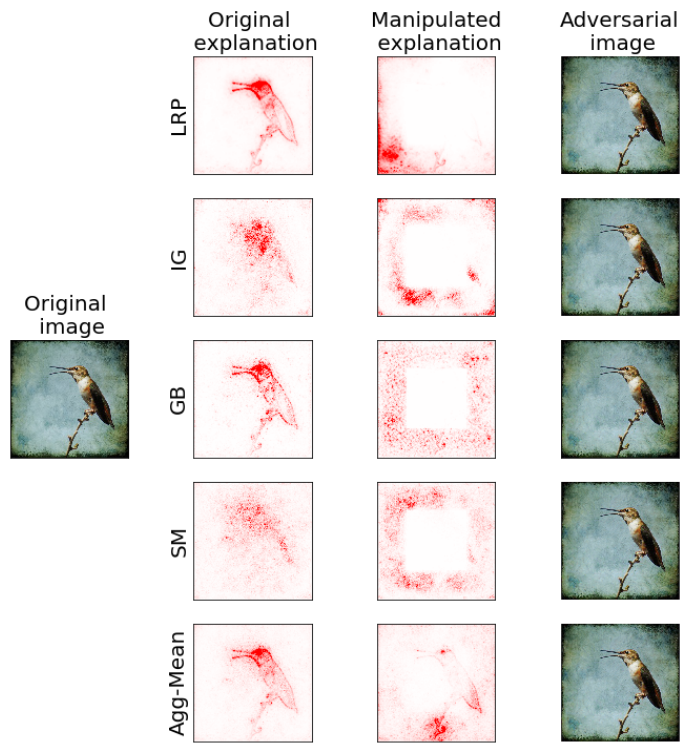 Original
explanation
Manipulated
explanation
Adversarial
image
LRP
IG
Original
image
GB
SM
Agg-Mean